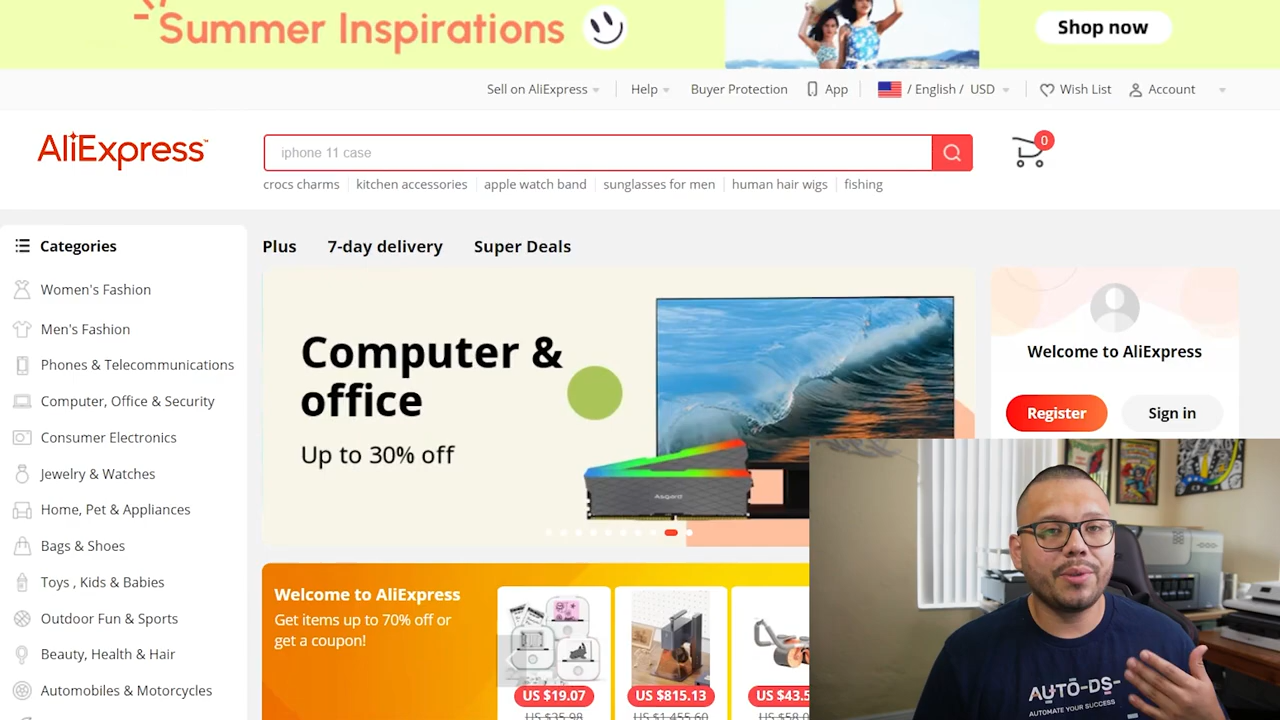 Summer Inspirations
Shop now
Sell on AliExpress
Help
Buyer Protection
App
/ English / USD
Wish List
Account
AliExpress
iphone 11 case
0
crocs charms
kitchen accessories
apple watch band
sunglasses for men
human hair wigs
fishing
Categories
Women's Fashion
Men's Fashion
Phones & Telecommunications
Computer, Office & Security
Consumer Electronics
Jewelry & Watches
Home, Pet & Appliances
Bags & Shoes
Toys , Kids & Babies
Outdoor Fun & Sports
Beauty, Health & Hair
Automobiles & Motorcycles
Plus
7-day delivery
Super Deals
Computer &
office
Up to 30% off
Asgard
Welcome to AliExpress
Register
Sign in
Welcome to AliExpress
Get items up to 70% off or
get a coupon!
US $19.07
US $815.13
US $43.5
US $35.98
US $1,455.60
US $58.0
AUTO-DS-
AUTOMATE YOUR SUCCESS